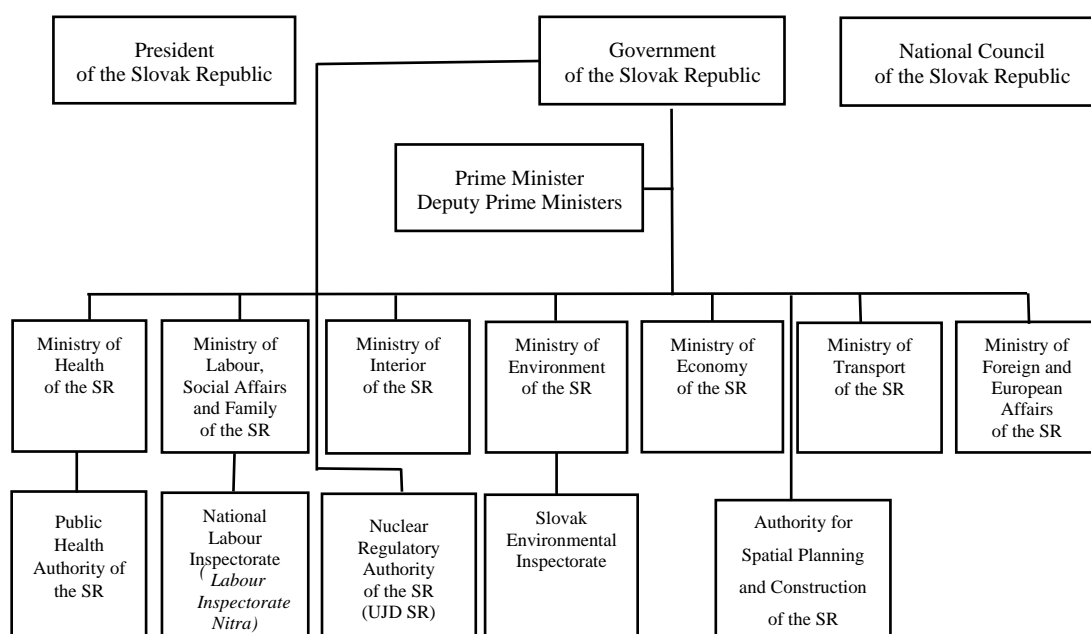 President
of the Slovak Republic
Government
of the Slovak Republic
National Council
of the Slovak Republic
Prime Minister
Deputy Prime Ministers
Ministry of
Health
of the SR
Ministry of
Labour,
Social Affairs
and Family
of the SR
Ministry of
Interior
of the SR
Ministry of
Environment
of the SR
Ministry of
Economy
of the SR
Ministry of
Transport
of the SR
Ministry of
Foreign and
European
Affairs
of the SR
Public
Health
Authority of
the SR
National
Labour
Inspectorate
(Labour
Inspectorate
Nitra)
Nuclear
Regulatory
Authority
of the SR
(UJD SR)
Slovak
Environmental
Inspectorate
Authority for
Spatial Planning
and Construction
of the SR